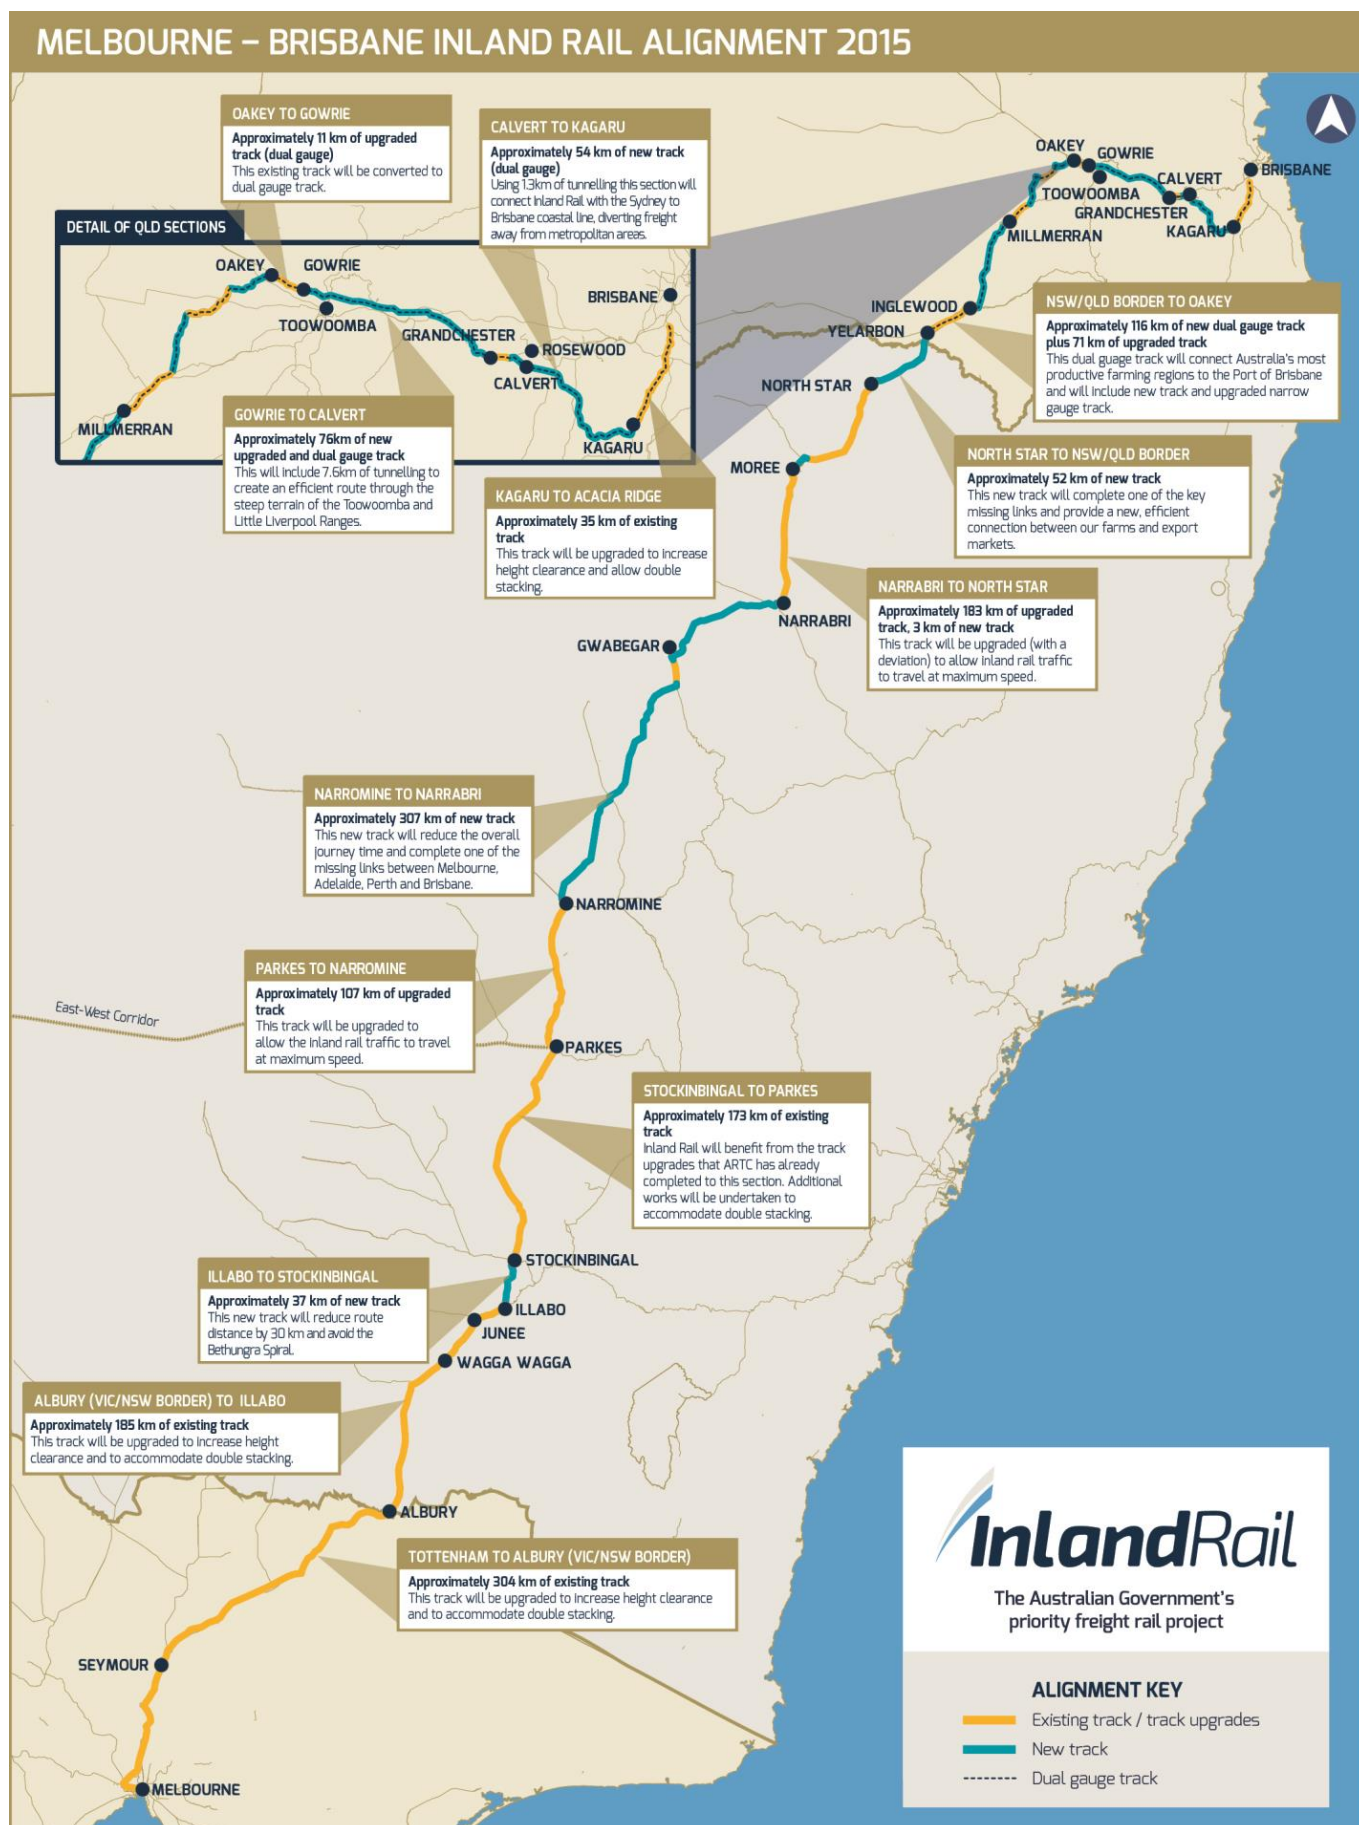 MELBOURNE – BRISBANE INLAND RAIL ALIGNMENT 2015
OAKEY TO GOWRIE
Approximately 11 km of upgraded
track (dual gauge)
This existing track will be converted to
dual gauge track.
CALVERT TO KAGARU
Approximately 54 km of new track
(dual gauge)
Using 1.3km of tunnelling this section will
connect Inland Rail with the Sydney to
Brisbane coastal line, diverting freight
away from metropolitan areas.
OAKEY
GOWRIE
BRISBANE
TOOWOOMBA
CALVERT
GRANDCHESTER
KAGARU
MILLMERRAN
INGLEWOOD
YELARBON
NORTH STAR
MOREE
DETAIL OF QLD SECTIONS
OAKEY
GOWRIE
BRISBANE
TOOWOOMBA
GRANDCHESTER
ROSEWOOD
CALVERT
MILLMERRAN
KAGARU
NSW/QLD BORDER TO OAKEY
Approximately 116 km of new dual gauge track
plus 71 km of upgraded track
This dual guage track will connect Australia's most
productive farming regions to the Port of Brisbane
and will include new track and upgraded narrow
gauge track.
GOWRIE TO CALVERT
Approximately 76km of new
upgraded and dual gauge track
This will include 7.6km of tunnelling to
create an efficient route through the
steep terrain of the Toowoomba and
Little Liverpool Ranges.
KAGARU TO ACACIA RIDGE
Approximately 35 km of existing
track
This track will be upgraded to increase
height clearance and allow double
stacking.
NORTH STAR TO NSW/QLD BORDER
Approximately 52 km of new track
This new track will complete one of the key
missing links and provide a new, efficient
connection between our farms and export
markets.
NARRABRI TO NORTH STAR
Approximately 183 km of upgraded
track, 3 km of new track
This track will be upgraded (with a
deviation) to allow inland rail traffic
to travel at maximum speed.
NARRABRI
GWABEGAR
NARROMINE TO NARRABRI
Approximately 307 km of new track
This new track will reduce the overall
journey time and complete one of the
missing links between Melbourne,
Adelaide, Perth and Brisbane.
NARROMINE
PARKES TO NARROMINE
Approximately 107 km of upgraded
track
This track will be upgraded to
allow the inland rail traffic to travel
at maximum speed.
East-West Corridor
PARKES
STOCKINBINGAL TO PARKES
Approximately 173 km of existing
track
Inland Rail will benefit from the track
upgrades that ARTC has already
completed to this section. Additional
works will be undertaken to
accommodate double stacking.
STOCKINBINGAL
ILLABO TO STOCKINBINGAL
Approximately 37 km of new track
This new track will reduce route
distance by 30 km and avoid the
Bethungra Spiral.
ILLABO
JUNEE
WAGGA WAGGA
ALBURY (VIC/NSW BORDER) TO ILLABO
Approximately 185 km of existing track
This track will be upgraded to increase height
clearance and to accommodate double stacking.
ALBURY
TOTTENHAM TO ALBURY (VIC/NSW BORDER)
Approximately 304 km of existing track
This track will be upgraded to increase height clearance
and to accommodate double stacking.
SEYMOUR
MELBOURNE
InlandRail
The Australian Government's
priority freight rail project
ALIGNMENT KEY
Existing track / track upgrades
New track
Dual gauge track